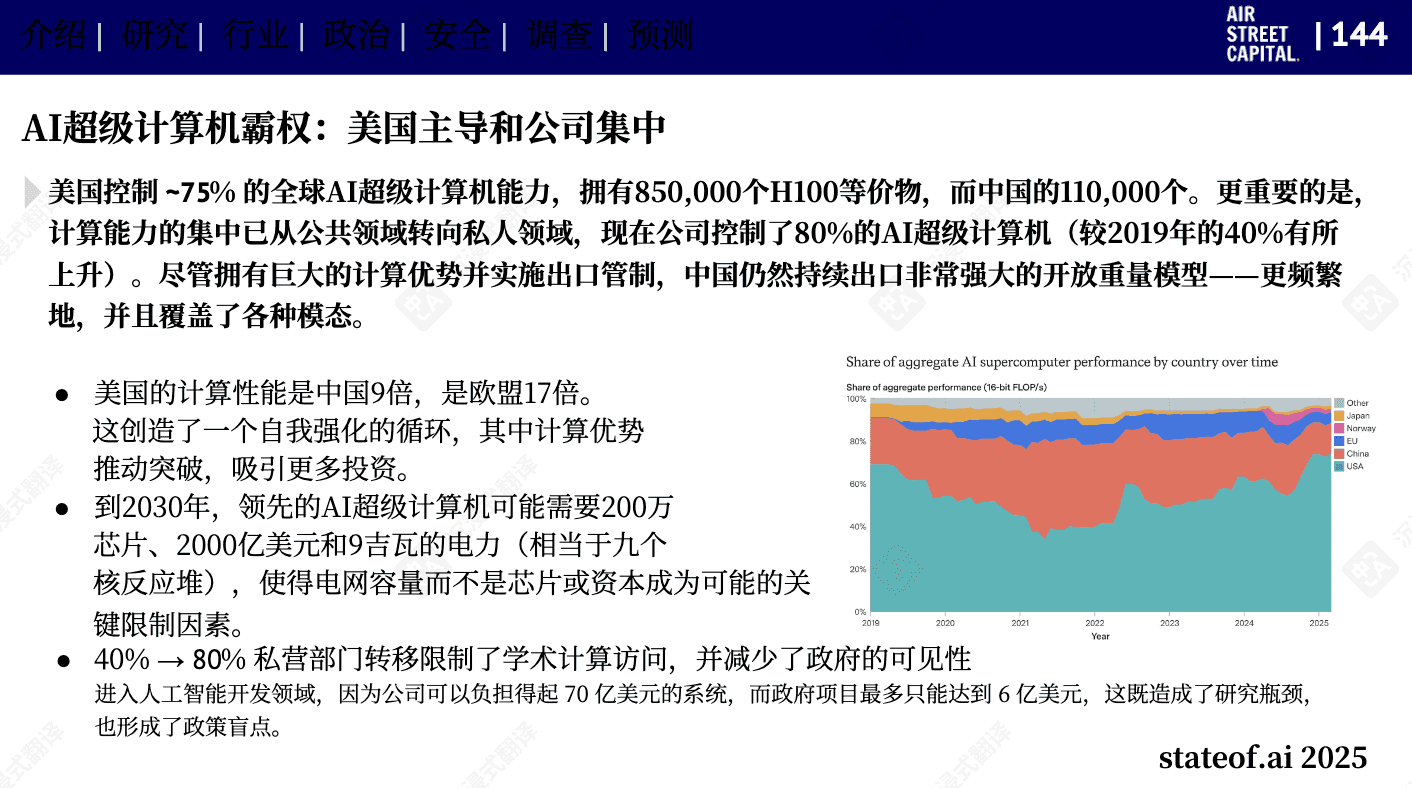 介绍 | 研究 | 行业 | 政治 | 安全 | 调查 | 预测
AIR
STREET
CAPITAL.
| 144
AI超级计算机霸权：美国主导和公司集中
美国控制 ~75% 的全球AI超级计算机能力，拥有850,000个H100等价物，而中国的110,000个。更重要的是，
计算能力的集中已从公共领域转向私人领域，现在公司控制了80%的AI超级计算机（较2019年的40%有所
上升）。尽管拥有巨大的计算优势并实施出口管制，中国仍然持续出口非常强大的开放重量模型——更频繁
地，并且覆盖了各种模态。
● 美国的计算性能是中国9倍，是欧盟17倍。
这创造了一个自我强化的循环，其中计算优势
推动突破，吸引更多投资。
● 到2030年，领先的AI超级计算机可能需要200万
芯片、2000亿美元和9吉瓦的电力（相当于九个
核反应堆），使得电网容量而不是芯片或资本成为可能的关
键限制因素。
● 40% → 80% 私营部门转移限制了学术计算访问，并减少了政府的可见性
进入人工智能开发领域，因为公司可以负担得起 70 亿美元的系统，而政府项目最多只能达到 6 亿美元，这既造成了研究瓶颈，
也形成了政策盲点。
Share of aggregate AI supercomputer performance by country over time
Share of aggregate performance (16-bit FLOP/s)
100%
80%
60%
40%
20%
0%
2019 2020 2021 2022 2023 2024 2025
Year
Other
Japan
Norway
EU
China
USA
stateof.ai 2025
沉浸式翻译